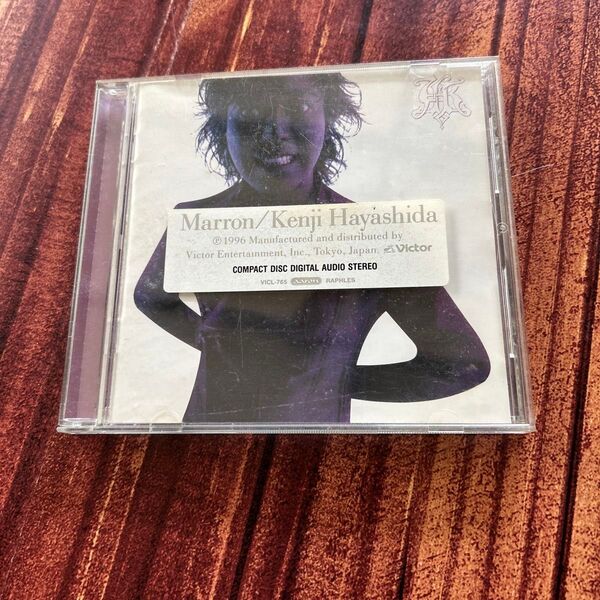 Marron/Kenji Hayashida
℗1996 Manufactured and distributed by
Victor Entertainment, Inc., Tokyo, Japan. Victor
COMPACT DISC DIGITAL AUDIO STEREO
VICL-765 RAPHLES